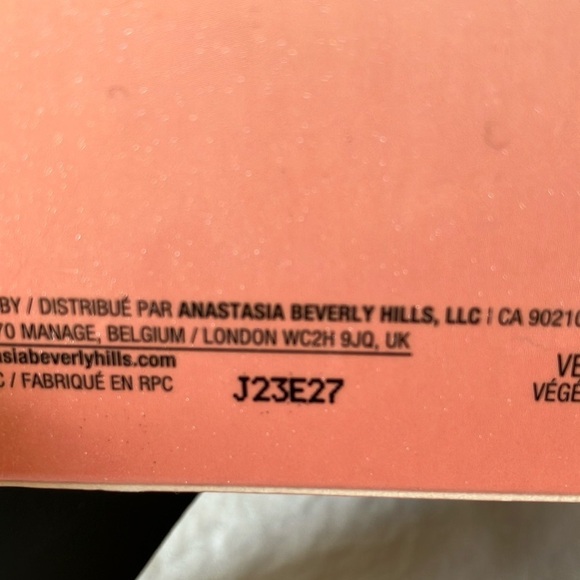 BY / DISTRIBUÉ PAR ANASTASIA BEVERLY HILLS, LLC | CA 90210
70 MANAGE, BELGIUM / LONDON WC2H 9JQ, UK
asiabeverlyhills.com
C / FABRIQUÉ EN RPC
J23E27
VE
VÉGÉ